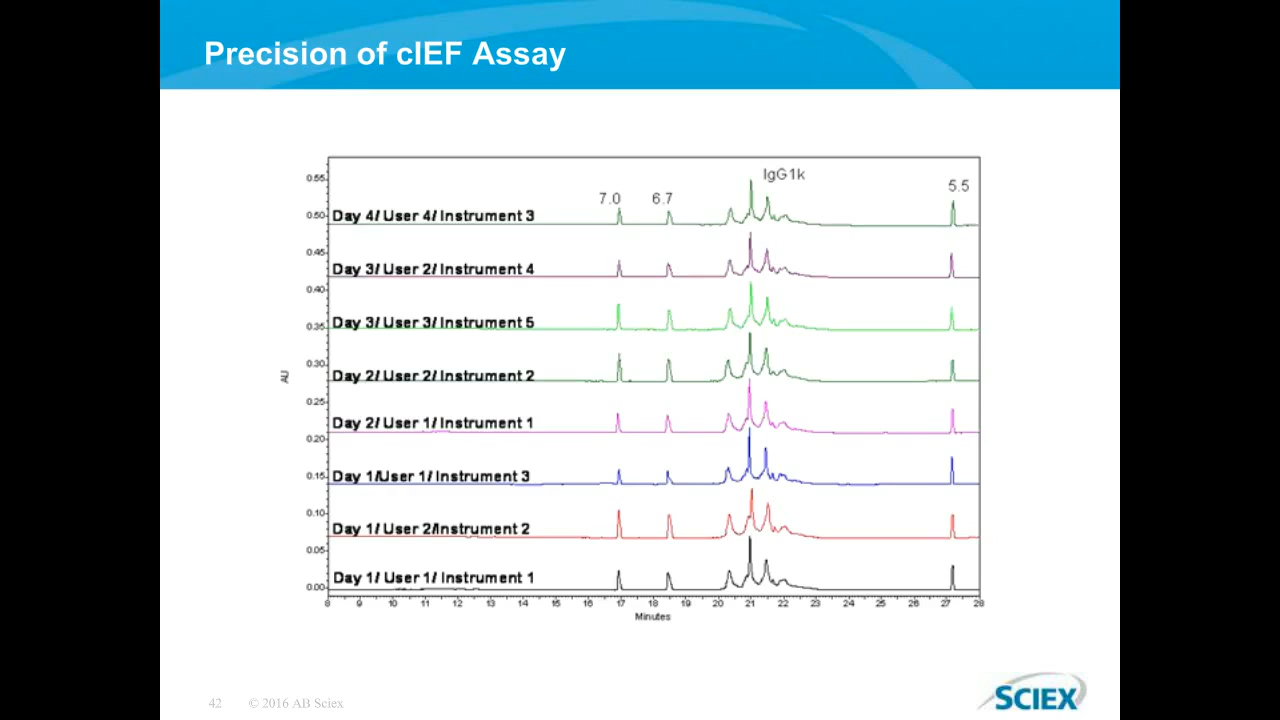 Precision of cIEF Assay
IgG1k
7.0
6.7
5.5
0.55
0.50
0.45
0.40
0.35
0.30
0.25
0.20
0.15
0.10
0.05
0.00
AU
Day 4/ User 4/ Instrument 3
Day 3/ User 2/ Instrument 4
Day 3/ User 3/ Instrument 5
Day 2/ User 2/ Instrument 2
Day 2/ User 1/ Instrument 1
Day 1/User 1/ Instrument 3
Day 1/ User 2/Instrument 2
Day 1/ User 1/ Instrument 1
8 9 10 11 12 13 14 15 16 17 18 19 20 21 22 23 24 25 26 27 28
Minutes
42 © 2016 AB Sciex
SCIEX